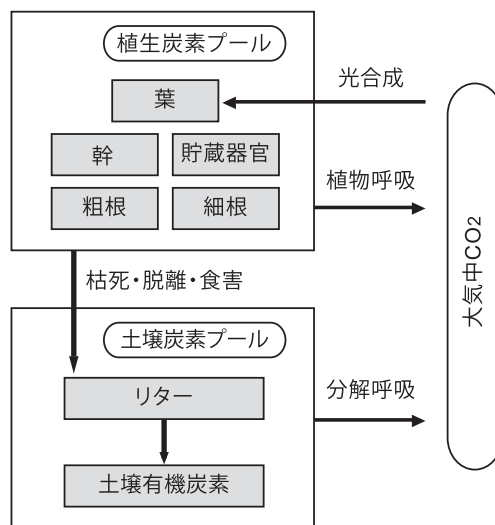 植生炭素プール
葉
光合成
幹
貯蔵器官
粗根
細根
植物呼吸
大気中CO2
枯死・脱離・食害
土壌炭素プール
リター
分解呼吸
土壌有機炭素